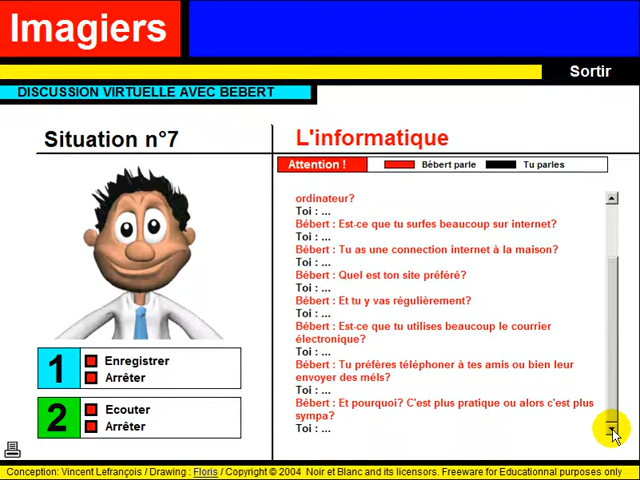 Imagiers
Sortir
DISCUSSION VIRTUELLE AVEC BEBERT
Situation n°7
L'informatique
Attention !
Bébert parle
Tu parles
ordinateur?
Toi : ...
Bébert : Est-ce que tu surfes beaucoup sur internet?
Toi : ...
Bébert : Tu as une connection internet à la maison?
Toi : ...
Bébert : Quel est ton site préféré?
Toi : ...
Bébert : Et tu y vas régulièrement?
Toi : ...
Bébert : Est-ce que tu utilises beaucoup le courrier
électronique?
Toi : ...
Bébert : Tu préfères téléphoner à tes amis ou bien leur
envoyer des méls?
Toi : ...
Bébert : Et pourquoi? C'est plus pratique ou alors c'est plus
sympa?
Toi : ...
1
Enregistrer
Arrêter
2
Ecouter
Arrêter
Conception: Vincent Lefrançois / Drawing : Floris / Copyright © 2004 Noir et Blanc and its licensors. Freeware for Educationnal purposes only